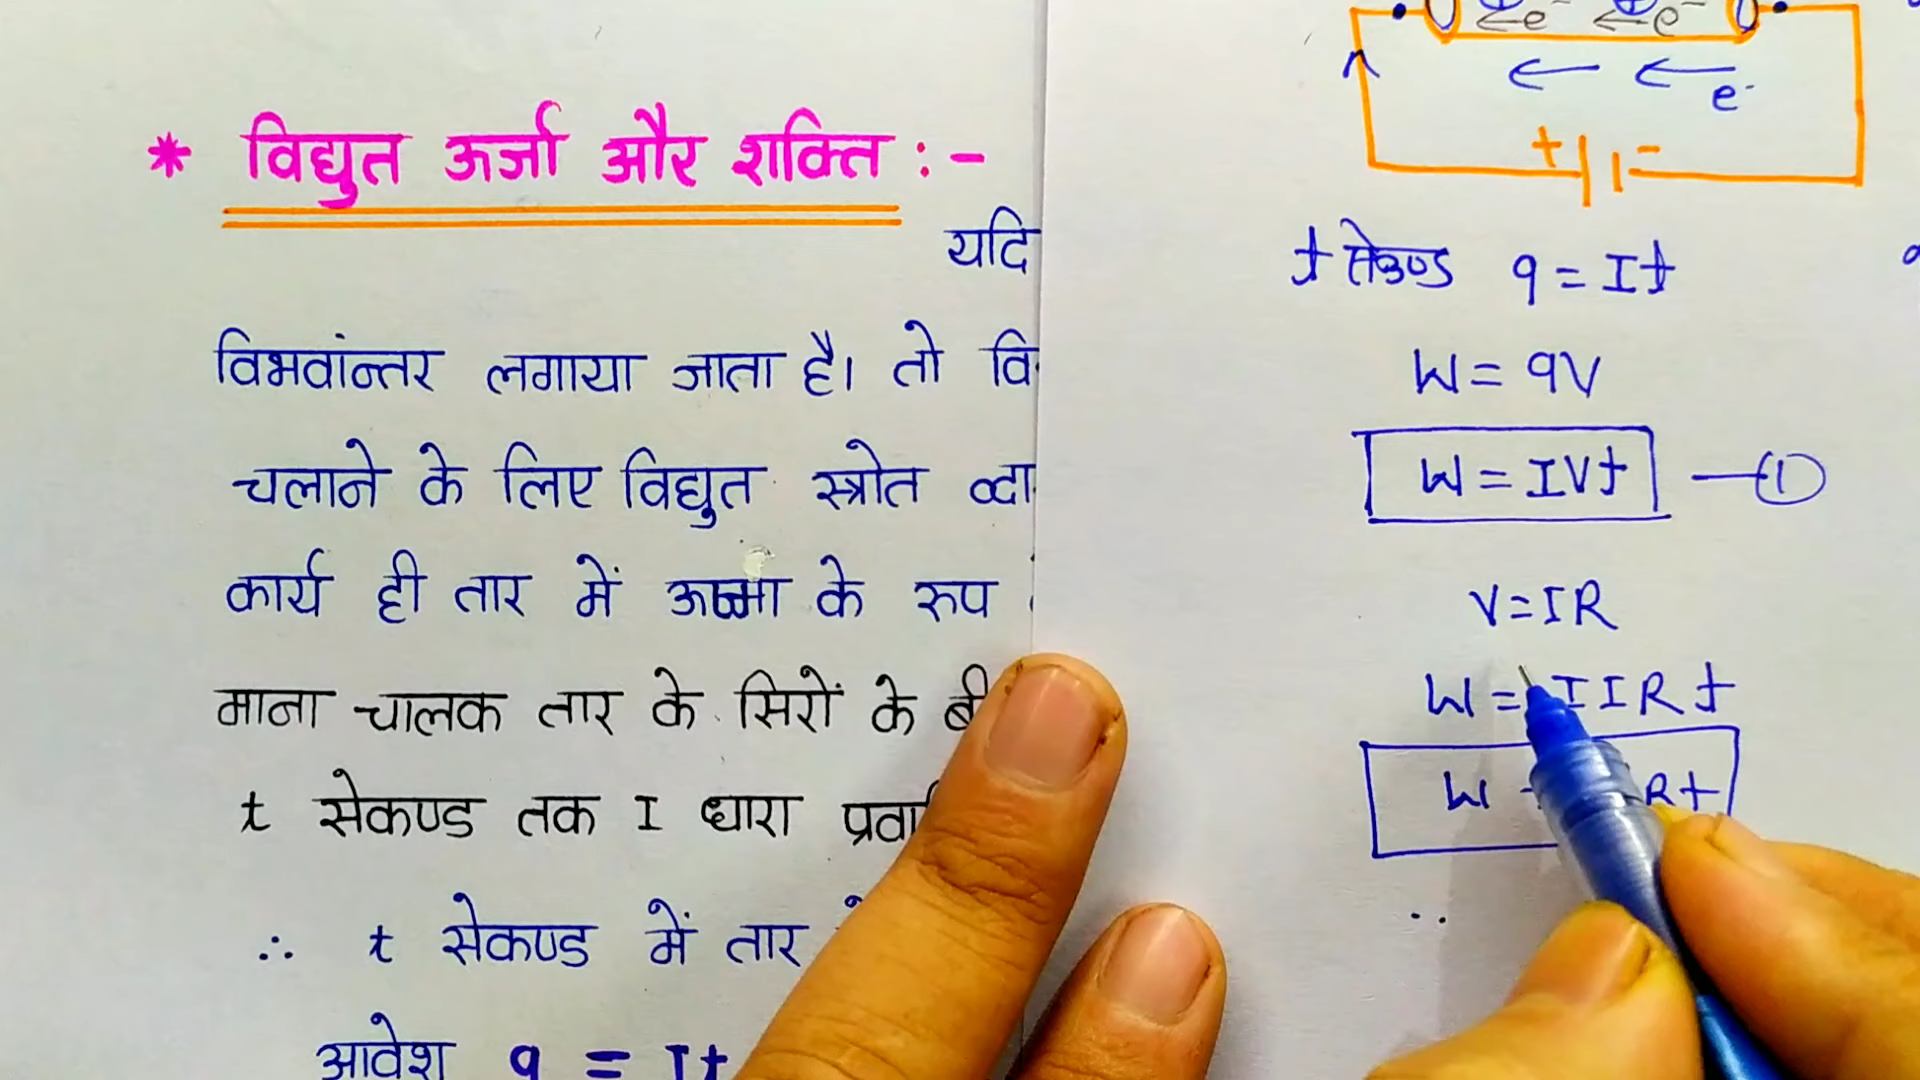 * विद्युत ऊर्जा और शक्ति :-
यदि
विभवांन्तर लगाया जाता है। तो
चलाने के लिए विद्युत स्त्रोत
कार्य ही तार में ऊष्मा के रुप
माना चालक तार के सिरों के
t सेकण्ड तक I धारा
∴ t सेकण्ड में तार
आवेश q = It
e⁻ e⁻
e⁻
+ -
t सेकण्ड q = It
W = qV
W = IVt —①
V = IR
W = IIRt
W Rt
∴